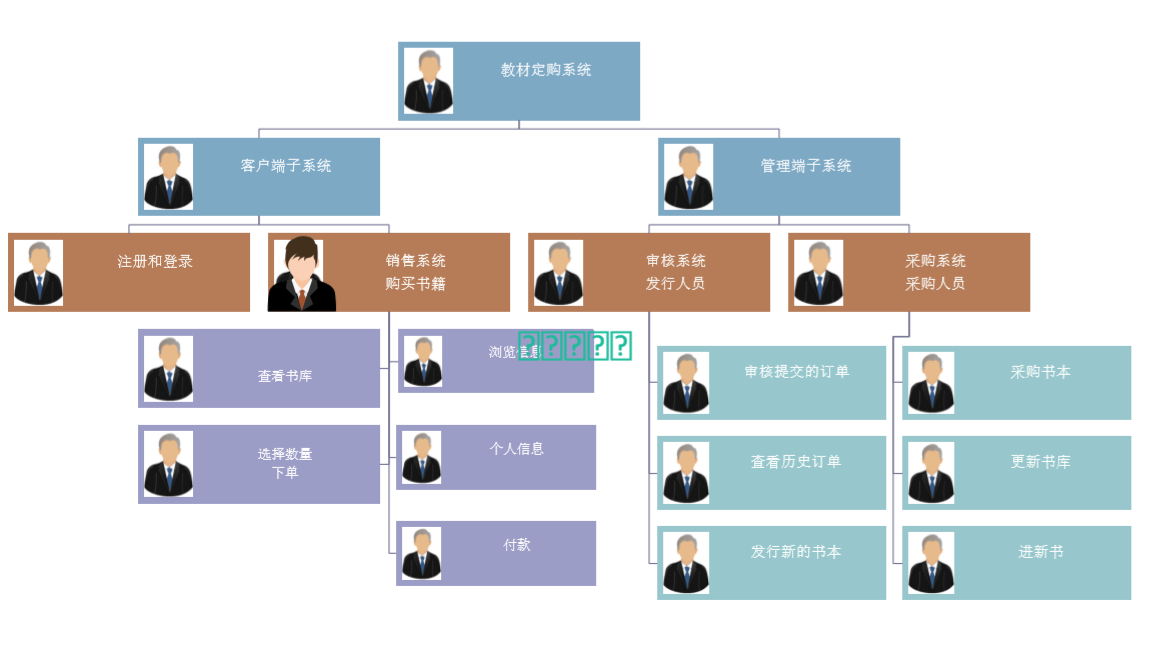 教材定购系统
客户端子系统
管理端子系统
注册和登录
销售系统
购买书籍
审核系统
发行人员
采购系统
采购人员
查看书库
浏览信息
选择数量
下单
个人信息
付款
审核提交的订单
采购书本
查看历史订单
更新书库
发行新的书本
进新书